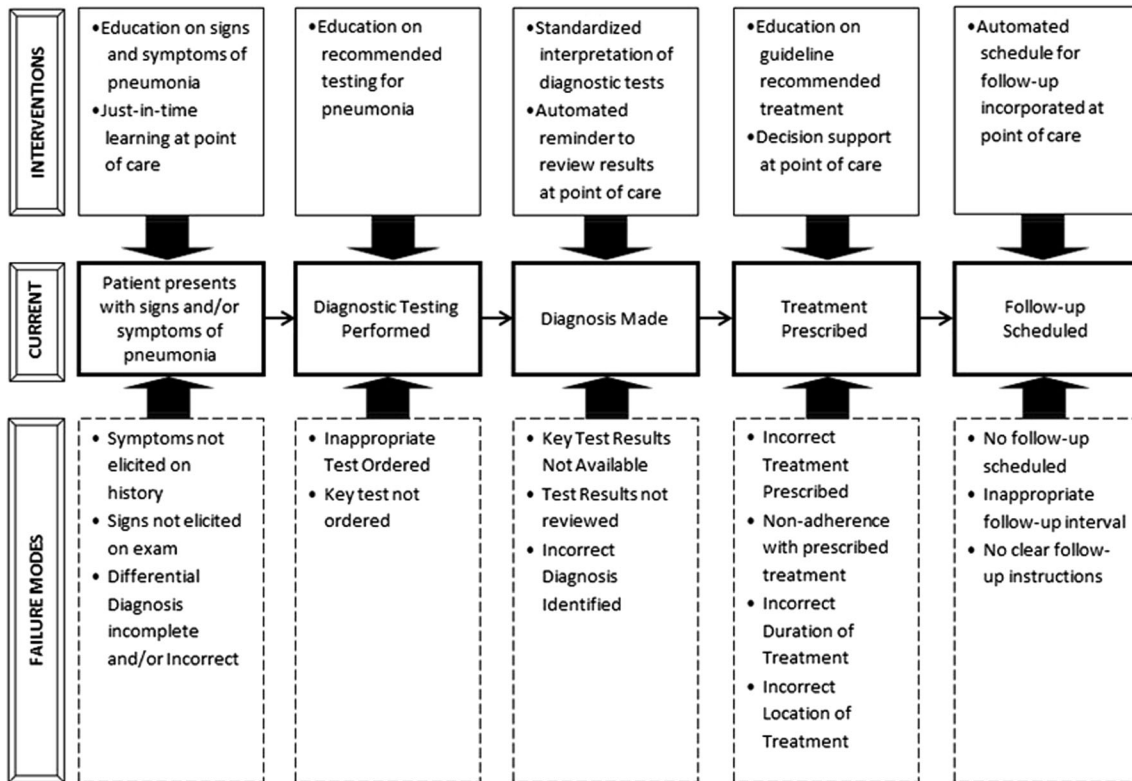 INTERVENTIONS
•Education on signs
and symptoms of
pneumonia
•Just-in-time
learning at point
of care
•Education on
recommended
testing for
pneumonia
•Standardized
interpretation of
diagnostic tests
•Automated
reminder to
review results
at point of care
•Education on
guideline
recommended
treatment
•Decision support
at point of care
•Automated
schedule for
follow-up
incorporated at
point of care
CURRENT
Patient presents
with signs and/or
symptoms of
pneumonia
Diagnostic Testing
Performed
Diagnosis Made
Treatment
Prescribed
Follow-up
Scheduled
FAILURE MODES
• Symptoms not
elicited on
history
• Signs not elicited
on exam
• Differential
Diagnosis
incomplete
and/or Incorrect
• Inappropriate
Test Ordered
• Key test not
ordered
• Key Test Results
Not Available
• Test Results not
reviewed
• Incorrect
Diagnosis
Identified
• Incorrect
Treatment
Prescribed
• Non-adherence
with prescribed
treatment
• Incorrect
Duration of
Treatment
• Incorrect
Location of
Treatment
• No follow-up
scheduled
• Inappropriate
follow-up interval
• No clear follow-
up instructions